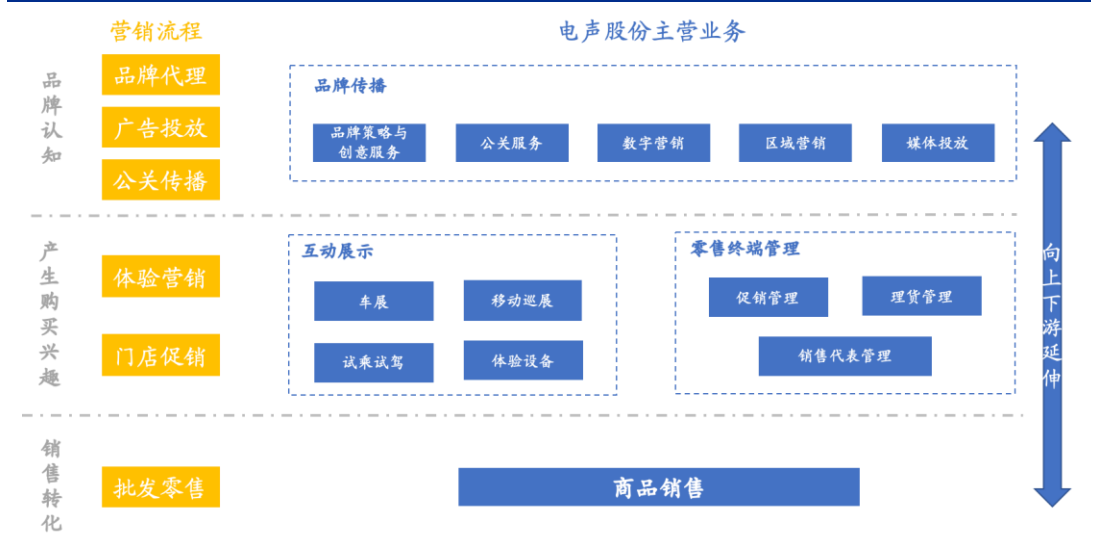 营销流程
电声股份主营业务
品牌认知
品牌代理
广告投放
公关传播
品牌传播
品牌策略与
创意服务
公关服务
数字营销
区域营销
媒体投放
产生购买兴趣
体验营销
门店促销
互动展示
车展
移动巡展
试乘试驾
体验设备
零售终端管理
促销管理
理货管理
销售代表管理
销售转化
批发零售
商品销售
向上下游延伸